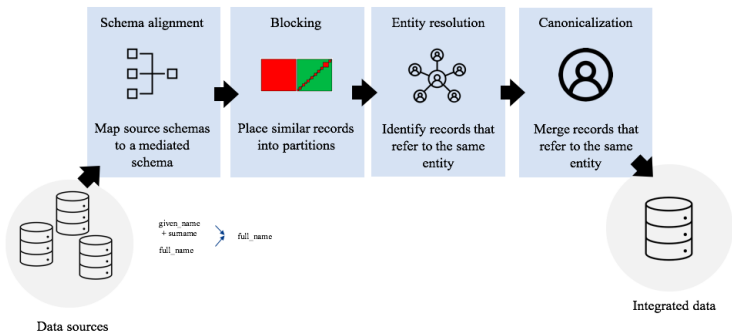 Schema alignment
Map source schemas
to a mediated
schema
Blocking
Place similar records
into partitions
Entity resolution
Identify records that
refer to the same
entity
Canonicalization
Merge records that
refer to the same
entity
given_name
+ surname
full_name
full_name
Data sources
Integrated data